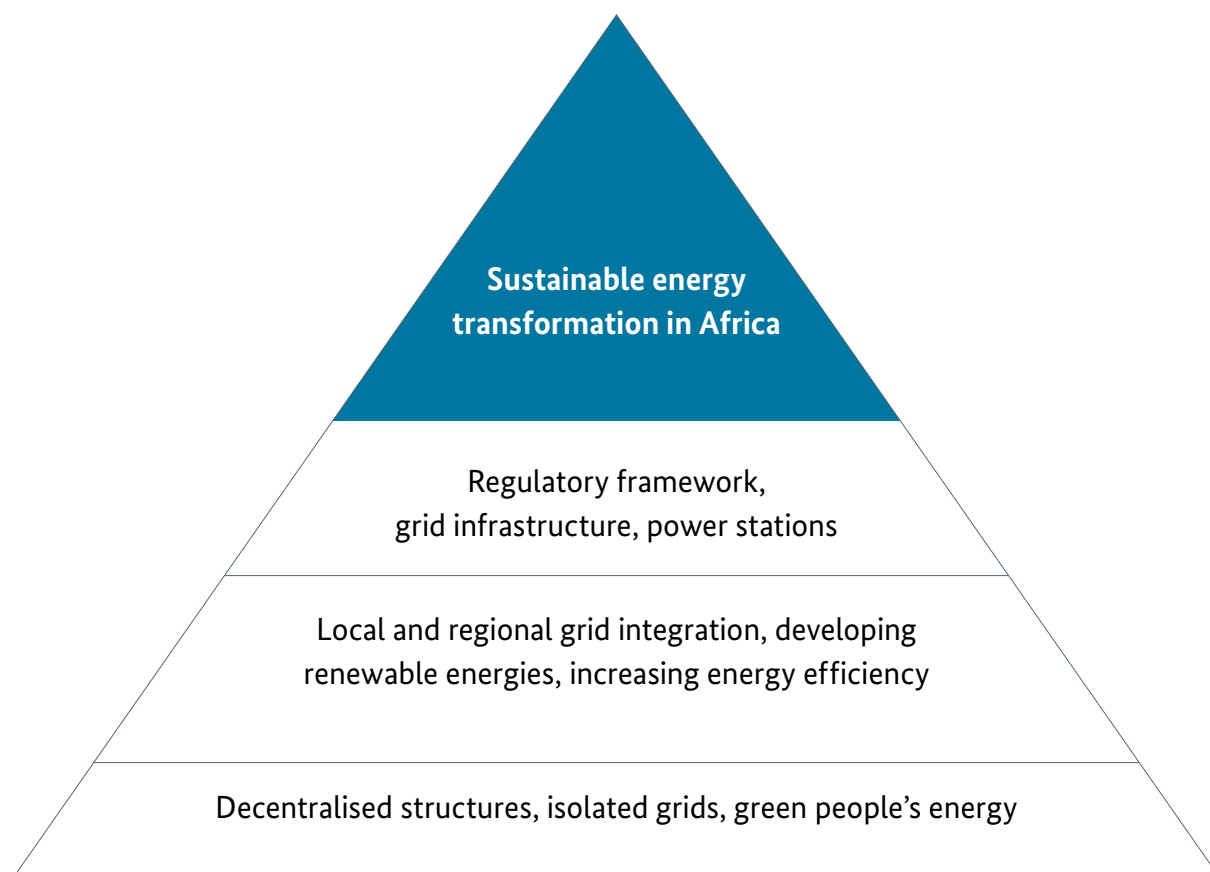 Sustainable energy
transformation in Africa
Regulatory framework,
grid infrastructure, power stations
Local and regional grid integration, developing
renewable energies, increasing energy efficiency
Decentralised structures, isolated grids, green people’s energy